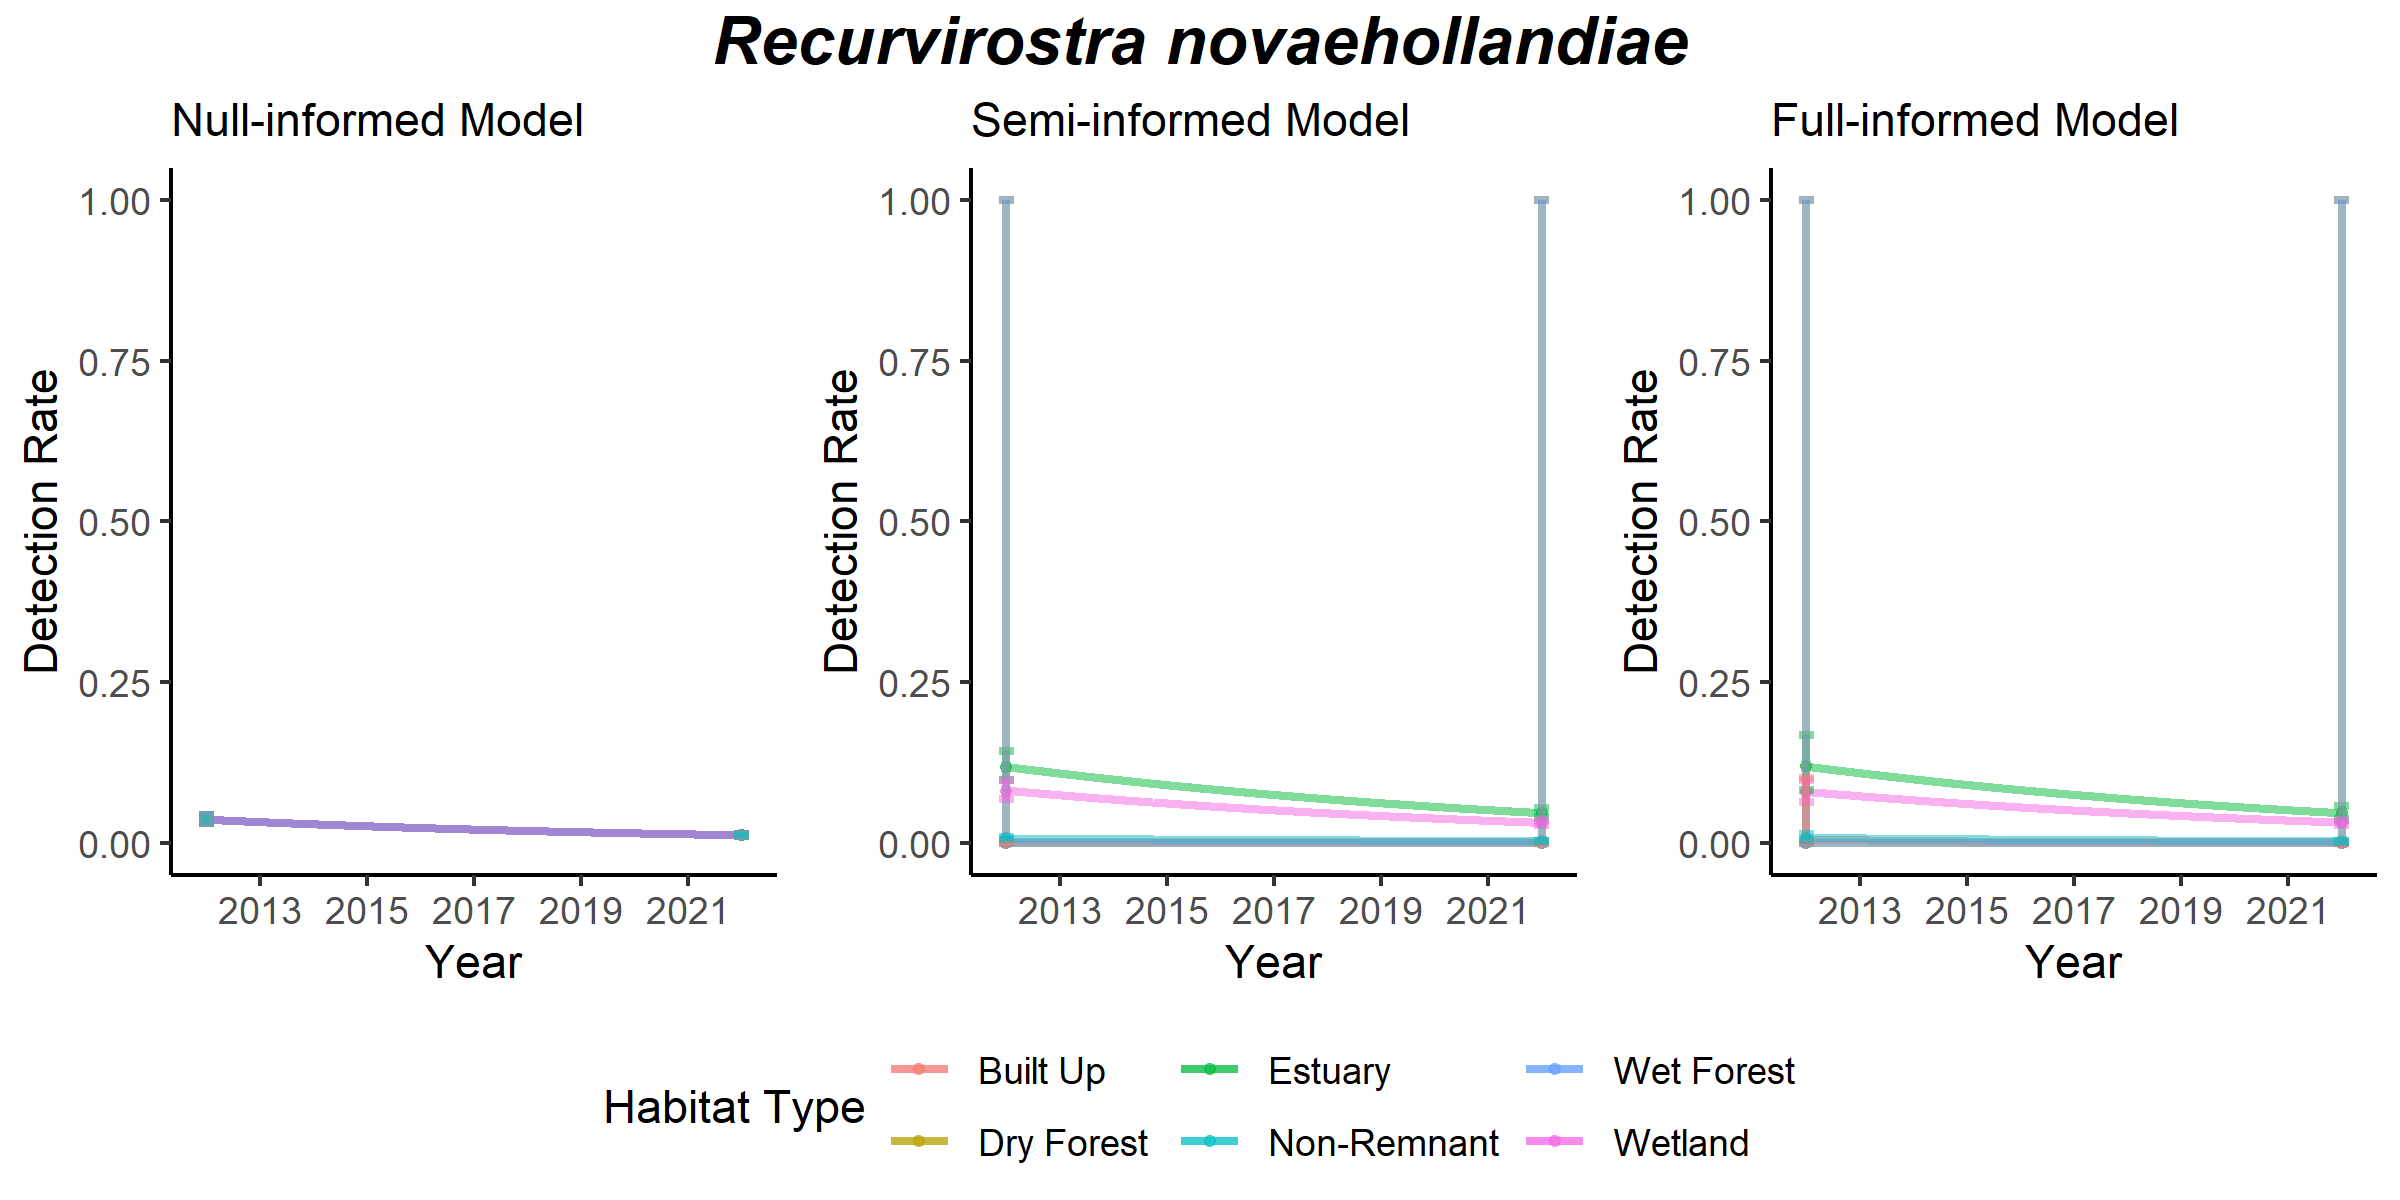 Recurvirostra novaehollandiae
Null-informed Model
Semi-informed Model
Full-informed Model
Detection Rate
1.00
0.75
0.50
0.25
0.00
2013 2015 2017 2019 2021
Year
Detection Rate
1.00
0.75
0.50
0.25
0.00
2013 2015 2017 2019 2021
Year
Detection Rate
1.00
0.75
0.50
0.25
0.00
2013 2015 2017 2019 2021
Year
Habitat Type
Built Up
Estuary
Wet Forest
Dry Forest
Non-Remnant
Wetland